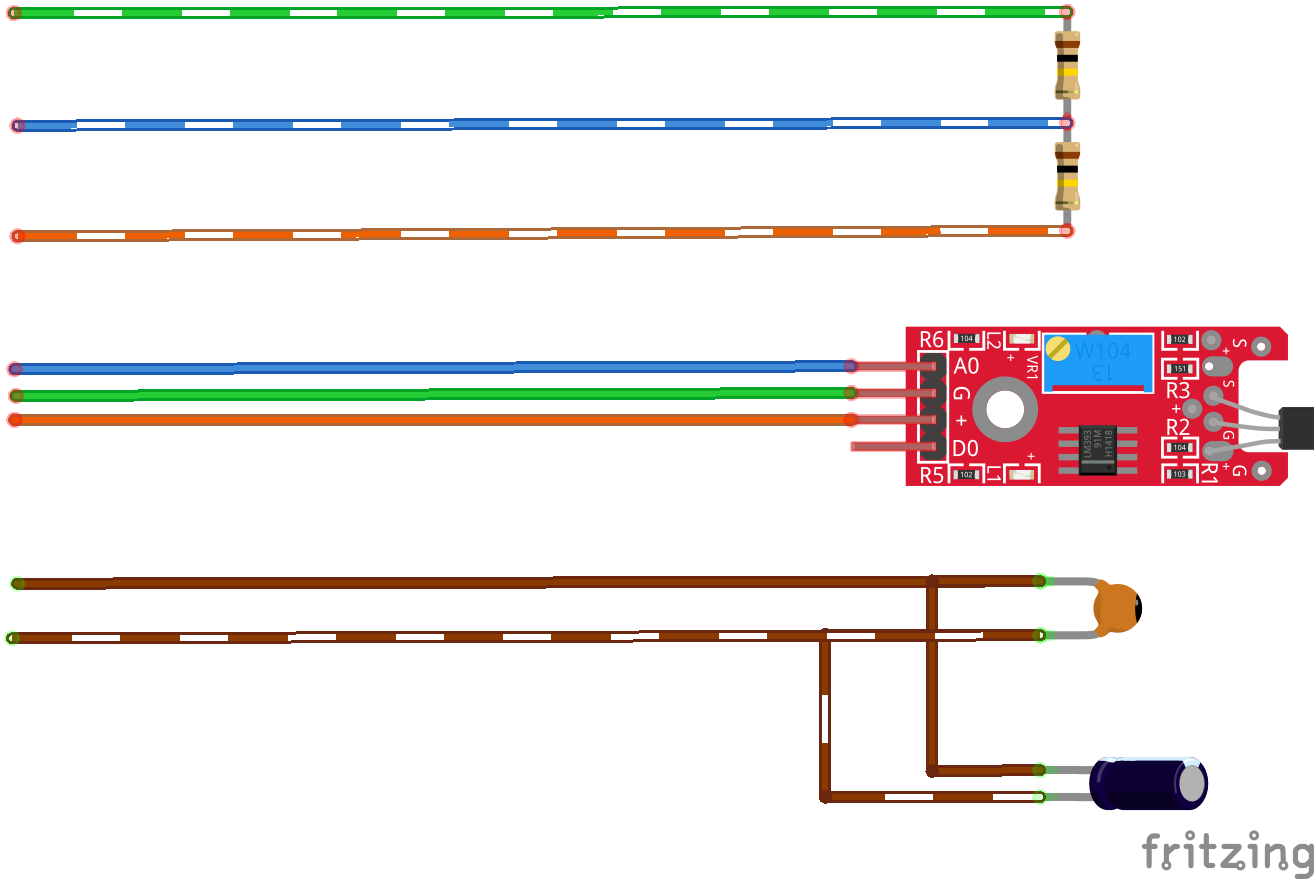 R6 104 L2 W104 102
13
+ VR1 + S
A0 151 S
G R3
+ + R2
D0 LM393 H1418 G
104
R5 102 L1 + 103 R1 + G
fritzing